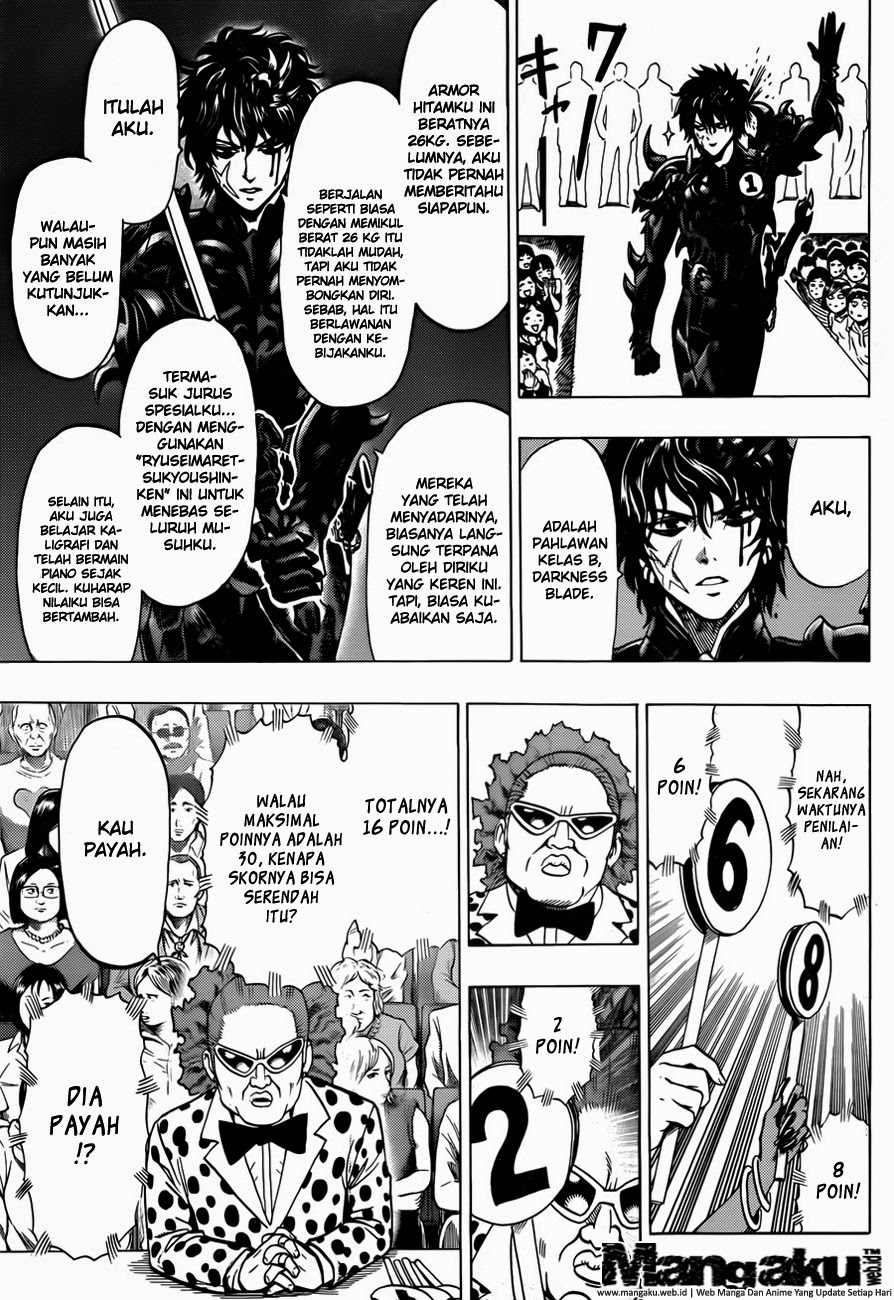 ワ
キャー
1
AKU,
ADALAH
PAHLAWAN
KELAS B,
DARKNESS
BLADE.
ARMOR
HITAMKU INI
BERATNYA
26KG. SEBE-
LUMNYA, AKU
TIDAK PERNAH
MEMBERITAHU
SIAPAPUN.
BERJALAN
SEPERTI BIASA
DENGAN MEMIKUL
BERAT 26 KG ITU
TIDAKLAH MUDAH,
TAPI AKU TIDAK
PERNAH MENYOM-
BONGKAN DIRI.
SEBAB, HAL ITU
BERLAWANAN
DENGAN KE-
BIJAKANKU.
MEREKA
YANG TELAH
MENYADARINYA,
BIASANYA LANG-
SUNG TERPANA
OLEH DIRIKU
YANG KEREN INI.
TAPI, BIASA KU-
ABAIKAN SAJA.
ITULAH
AKU.
WALAU-
PUN MASIH
BANYAK
YANG BELUM
KUTUNJUK-
KAN...
TERMA-
SUK JURUS
SPESIALKU...
DENGAN MENG-
GUNAKAN
"RYUSEIMARET-
SUKYOUSHIN-
KEN" INI UNTUK
MENEBAS SE-
LURUH MU-
SUHKU.
SELAIN ITU,
AKU JUGA
BELAJAR KA-
LIGRAFI DAN
TELAH BERMAIN
PIANO SEJAK
KECIL. KUHARAP
NILAIKU BISA
BERTAMBAH.
NAH,
SEKARANG
WAKTUNYA
PENILAI-
AN!
6
POIN!
6
8
8
POIN!
2
POIN!
2
TOTALNYA
16 POIN...!
WALAU
MAKSIMAL
POINNYA ADALAH
30, KENAPA
SKORNYA BISA
SERENDAH
ITU?
KAU
PAYAH.
DIA
PAYAH
!?
Mangaku
www.mangaku.web.id | Web Manga Dan Anime Yang Update Setiap Hari